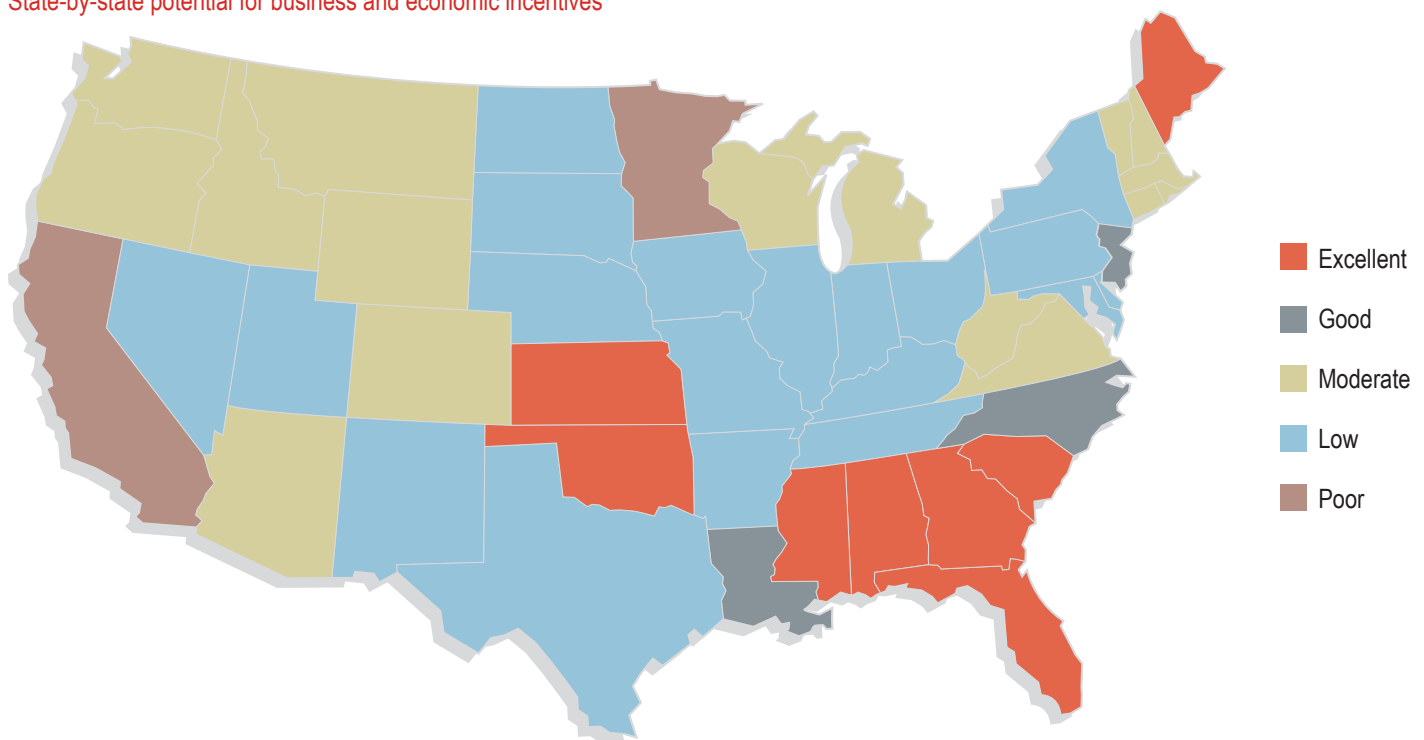 State-by-state potential for business and economic incentives
Excellent
Good
Moderate
Low
Poor